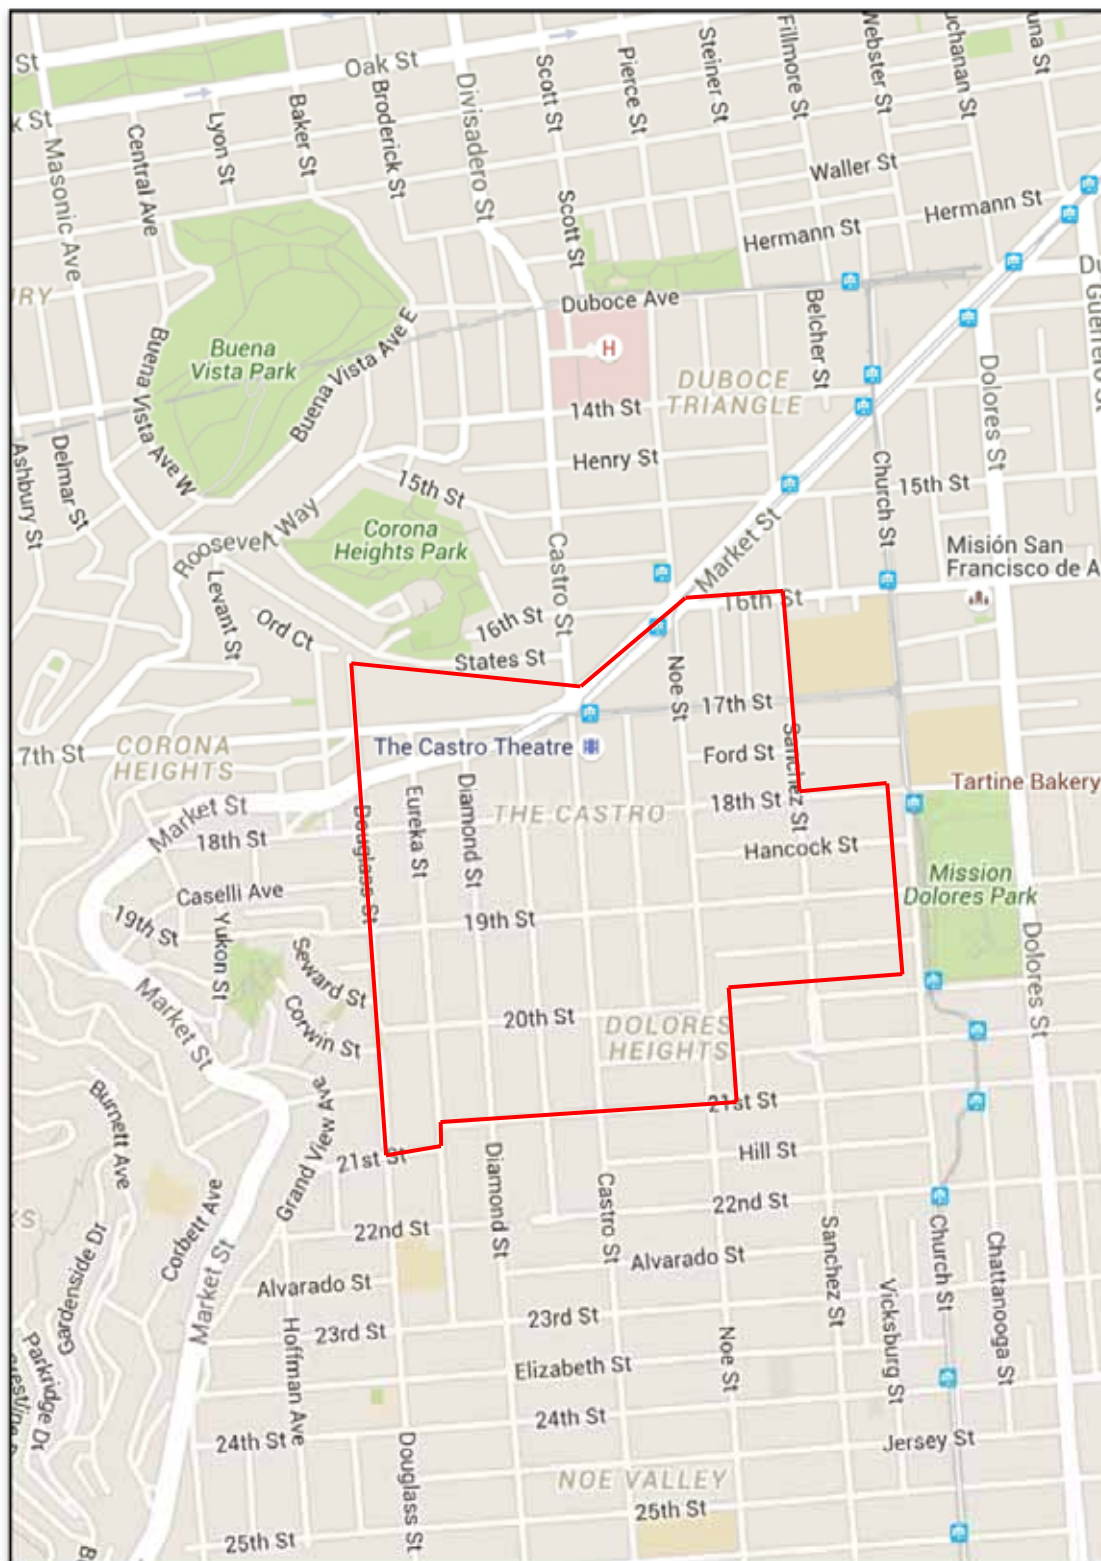 St
Oak St
k St
Masonic Ave
Central Ave
Lyon St
Baker St
Broderick St
Divisadero St
Scott St
Pierce St
Steiner St
Fillmore St
Webster St
uchanan St
una St
Waller St
Hermann St
Hermann St
Scott St
Duboce Ave
Belcher St
Du
Guerrero St
Dolores St
URY
Buena
Vista Park
Buena Vista Ave E
Buena Vista Ave W
H
DUBOCE
TRIANGLE
14th St
Henry St
15th St
15th St
Ashbury St
Delmar St
Roosevelt Way
Corona
Heights Park
Castro St
Market St
Church St
Misión San
Francisco de A
Levant St
Ord Ct
16th St
16th St
States St
Noe St
17th St
7th St
CORONA
HEIGHTS
The Castro Theatre
Ford St
Sanchez St
Tartine Bakery
Market St
18th St
THE CASTRO
18th St
Douglass St
Eureka St
Diamond St
Hancock St
Mission
Dolores Park
Caselli Ave
19th St
19th St
Yukon St
Seward St
Dolores St
Market St
Corwin St
20th St
DOLORES
HEIGHTS
Burnett Ave
Grand View Ave
21st St
21st St
Hill St
Diamond St
Castro St
22nd St
22nd St
Corbett Ave
KS
Gardenside Dr
Alvarado St
Alvarado St
Sanchez St
Church St
Chattanooga St
Vicksburg St
Market St
Hoffman Ave
23rd St
23rd St
Noe St
Parkridge Dr
Elizabeth St
24th St
24th St
Jersey St
Douglass St
NOE VALLEY
25th St
25th St